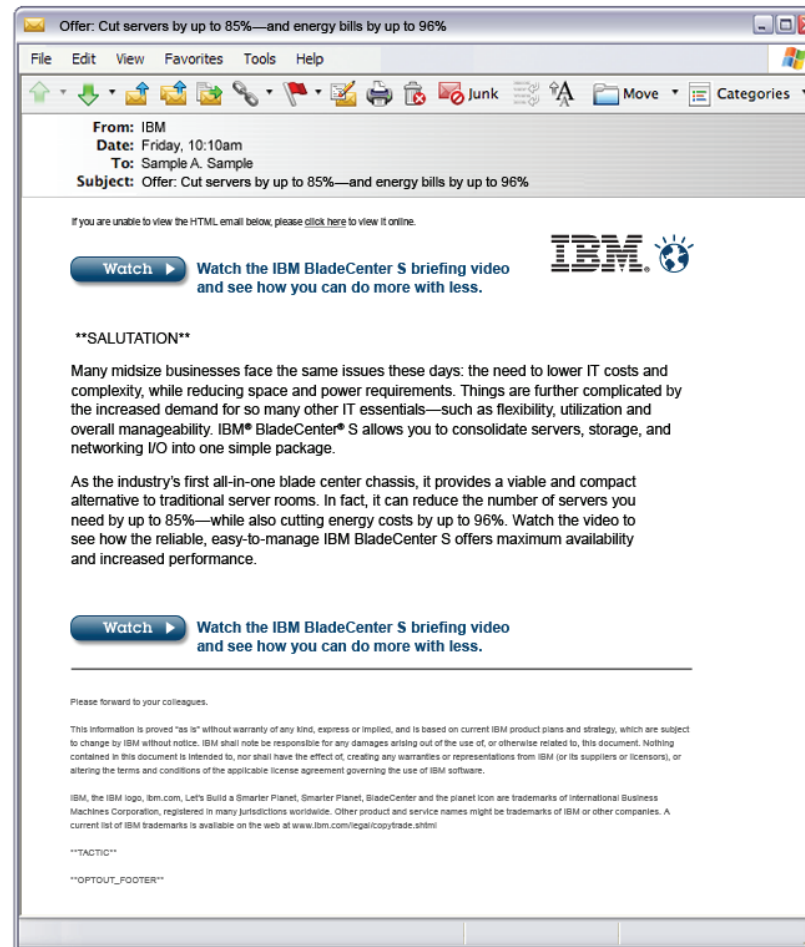 Offer: Cut servers by up to 85%—and energy bills by up to 96%
File Edit View Favorites Tools Help
Junk Move Categories
From: IBM
Date: Friday, 10:10am
To: Sample A. Sample
Subject: Offer: Cut servers by up to 85%—and energy bills by up to 96%
If you are unable to view the HTML email below, please click here to view it online.
IBM.
Watch Watch the IBM BladeCenter S briefing video
and see how you can do more with less.
**SALUTATION**
Many midsize businesses face the same issues these days: the need to lower IT costs and
complexity, while reducing space and power requirements. Things are further complicated by
the increased demand for so many other IT essentials—such as flexibility, utilization and
overall manageability. IBM® BladeCenter® S allows you to consolidate servers, storage, and
networking I/O into one simple package.
As the industry's first all-in-one blade center chassis, it provides a viable and compact
alternative to traditional server rooms. In fact, it can reduce the number of servers you
need by up to 85%—while also cutting energy costs by up to 96%. Watch the video to
see how the reliable, easy-to-manage IBM BladeCenter S offers maximum availability
and increased performance.
Watch Watch the IBM BladeCenter S briefing video
and see how you can do more with less.
Please forward to your colleagues.
This information is proved "as is" without warranty of any kind, express or implied, and is based on current IBM product plans and strategy, which are subject
to change by IBM without notice. IBM shall note be responsible for any damages arising out of the use of, or otherwise related to, this document. Nothing
contained in this document is intended to, nor shall have the effect of, creating any warranties or representations from IBM (or its suppliers or licensors), or
altering the terms and conditions of the applicable license agreement governing the use of IBM software.
IBM, the IBM logo, ibm.com, Let's Build a Smarter Planet, Smarter Planet, BladeCenter and the planet icon are trademarks of International Business
Machines Corporation, registered in many jurisdictions worldwide. Other product and service names might be trademarks of IBM or other companies. A
current list of IBM trademarks is available on the web at www.ibm.com/legal/copytrade.shtml
**TACTIC**
**OPTOUT_FOOTER**